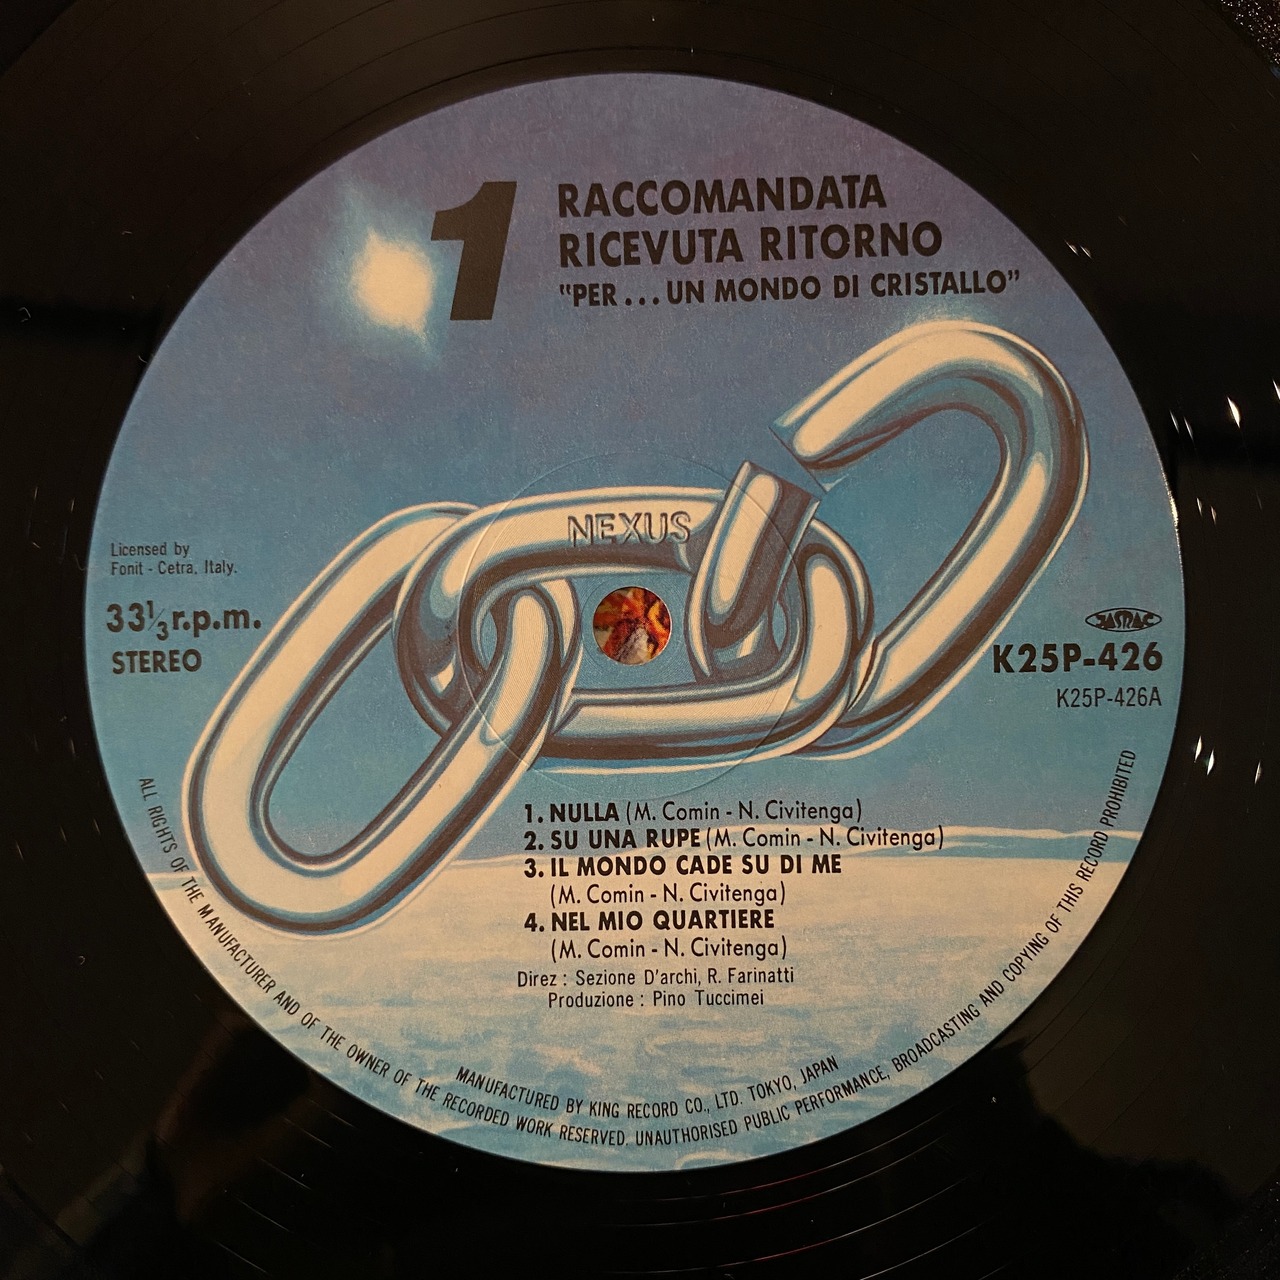 1
RACCOMANDATA
RICEVUTA RITORNO
"PER...UN MONDO DI CRISTALLO"
NEXUS
Licensed by
Fonit - Cetra, Italy.
33⅓ r.p.m.
STEREO
JASRAC
K25P-426
K25P-426A
1. NULLA (M. Comin - N. Civitenga)
2. SU UNA RUPE (M. Comin - N. Civitenga)
3. IL MONDO CADE SU DI ME
(M. Comin - N. Civitenga)
4. NEL MIO QUARTIERE
(M. Comin - N. Civitenga)
Direz : Sezione D'archi, R. Farinatti
Produzione : Pino Tuccimei
MANUFACTURED BY KING RECORD CO., LTD. TOKYO, JAPAN
ALL RIGHTS OF THE MANUFACTURER AND OF THE OWNER OF THE RECORDED WORK RESERVED. UNAUTHORISED PUBLIC PERFORMANCE, BROADCASTING AND COPYING OF THIS RECORD PROHIBITED